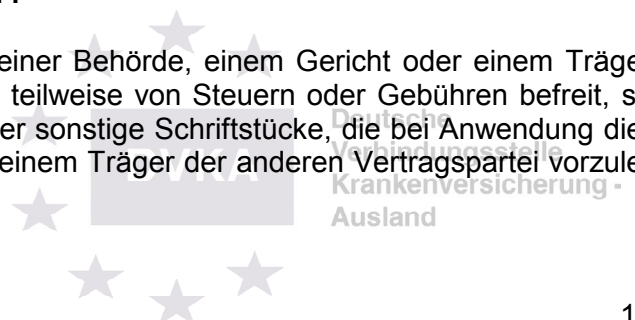 einer Behörde, einem Gericht oder einem Träge
teilweise von Steuern oder Gebühren befreit, s
er sonstige Schriftstücke, die bei Anwendung die
einem Träger der anderen Vertragspartei vorzule
DVKA
Deutsche
Verbindungsstelle
Krankenversicherung -
Ausland
1